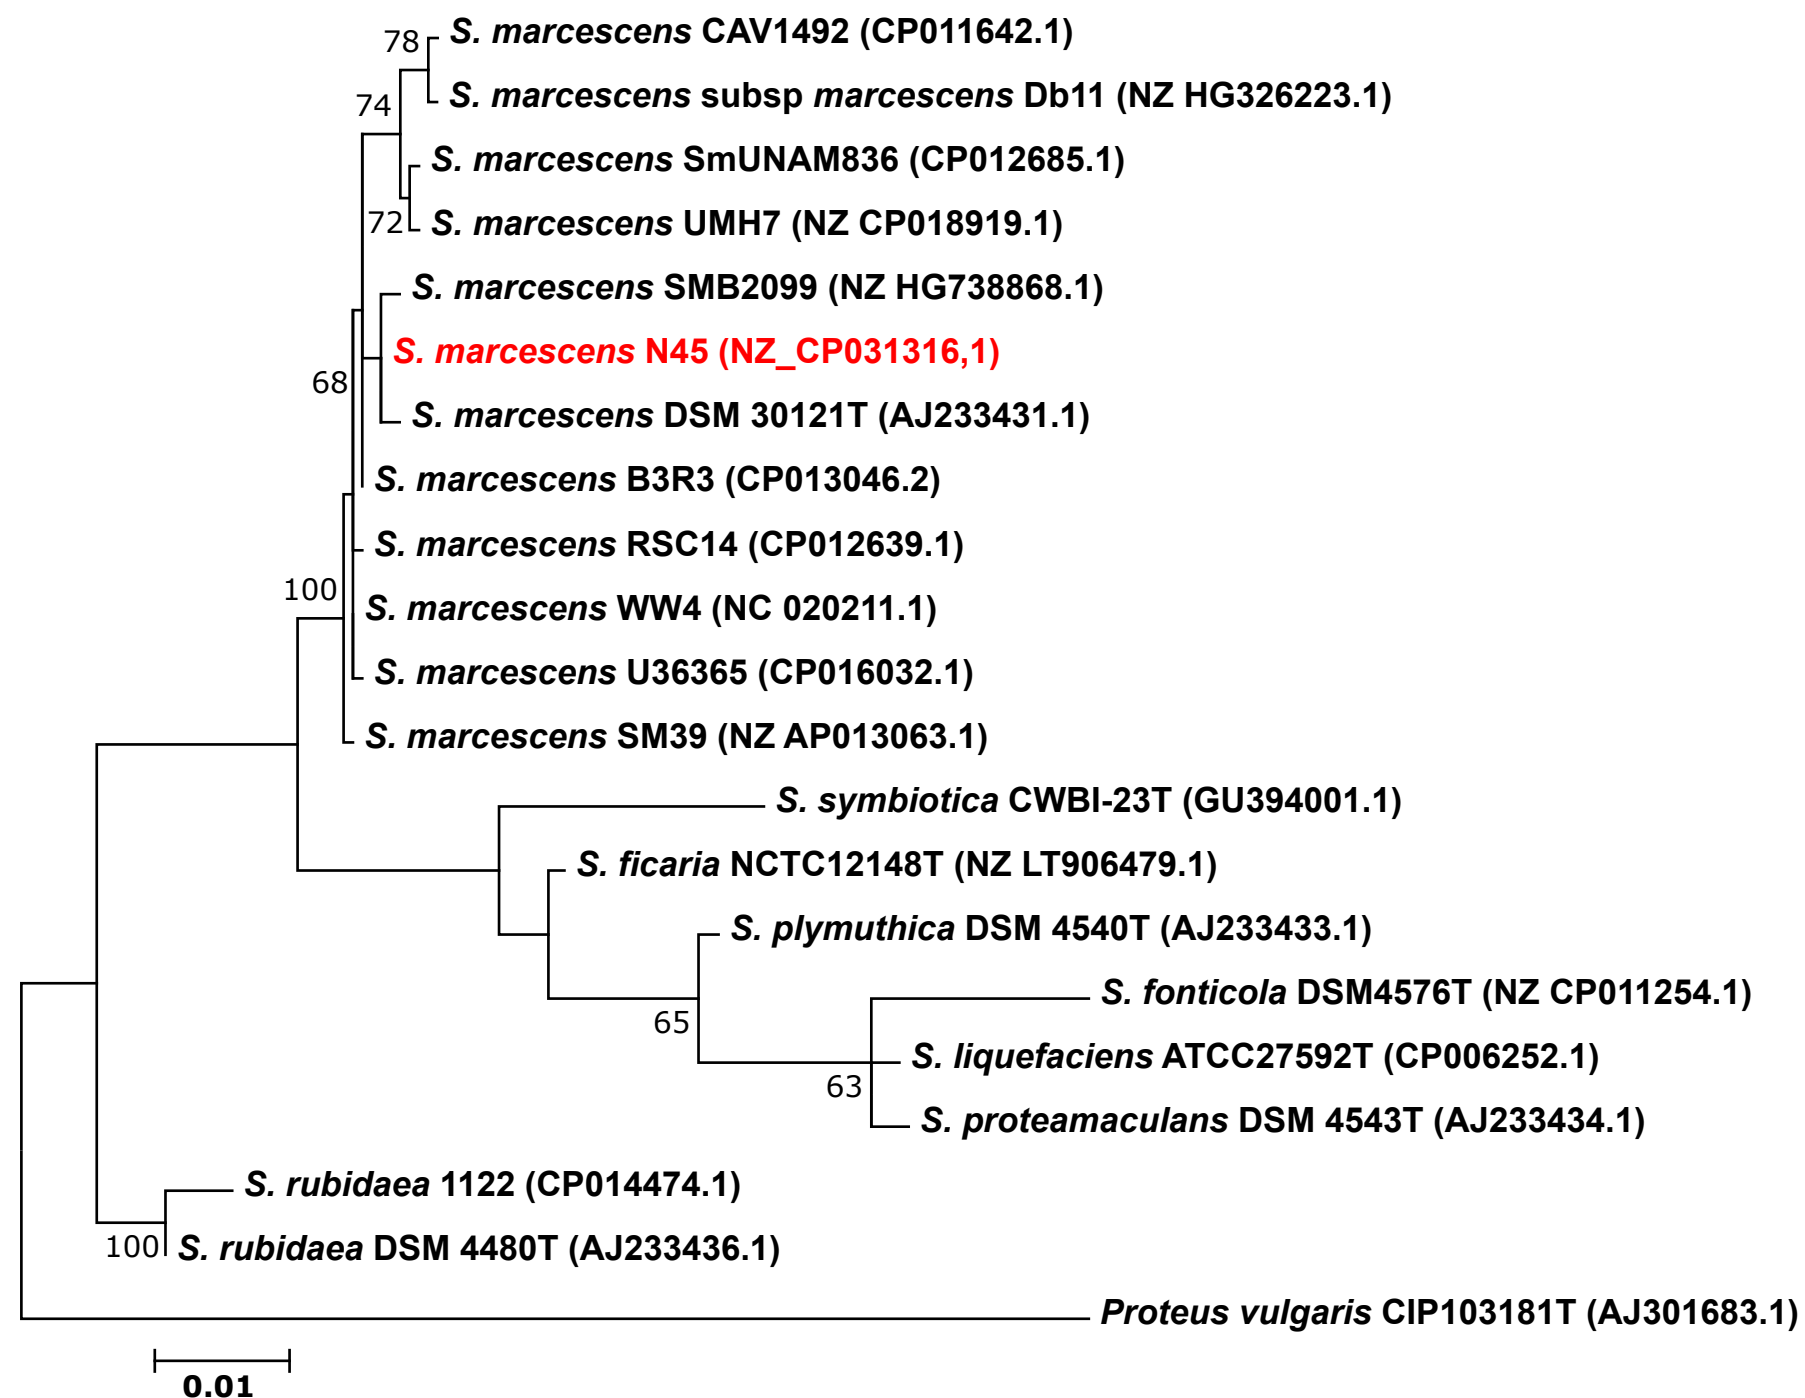 78
S. marcescens CAV1492 (CP011642.1)
S. marcescens subsp marcescens Db11 (NZ HG326223.1)
74
S. marcescens SmUNAM836 (CP012685.1)
72
S. marcescens UMH7 (NZ CP018919.1)
S. marcescens SMB2099 (NZ HG738868.1)
S. marcescens N45 (NZ_CP031316,1)
68
S. marcescens DSM 30121T (AJ233431.1)
S. marcescens B3R3 (CP013046.2)
S. marcescens RSC14 (CP012639.1)
100
S. marcescens WW4 (NC 020211.1)
S. marcescens U36365 (CP016032.1)
S. marcescens SM39 (NZ AP013063.1)
S. symbiotica CWBI-23T (GU394001.1)
S. ficaria NCTC12148T (NZ LT906479.1)
S. plymuthica DSM 4540T (AJ233433.1)
S. fonticola DSM4576T (NZ CP011254.1)
65
S. liquefaciens ATCC27592T (CP006252.1)
63
S. proteamaculans DSM 4543T (AJ233434.1)
S. rubidaea 1122 (CP014474.1)
100
S. rubidaea DSM 4480T (AJ233436.1)
Proteus vulgaris CIP103181T (AJ301683.1)
0.01